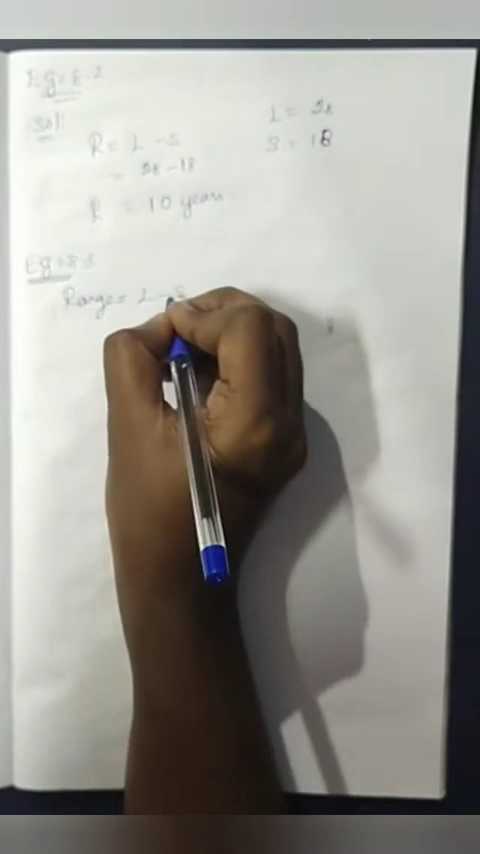 Eg = 8.2
Sol:
L = 28
R = L - S
S = 18
= 28 - 18
R = 10 years
Eg = 8.3
Range = L - S